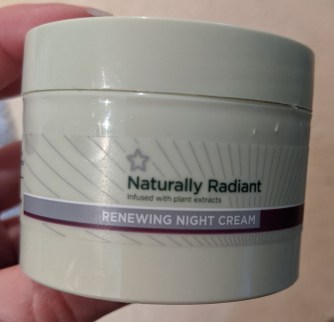 Naturally Radiant
Infused with plant extracts
RENEWING NIGHT CREAM